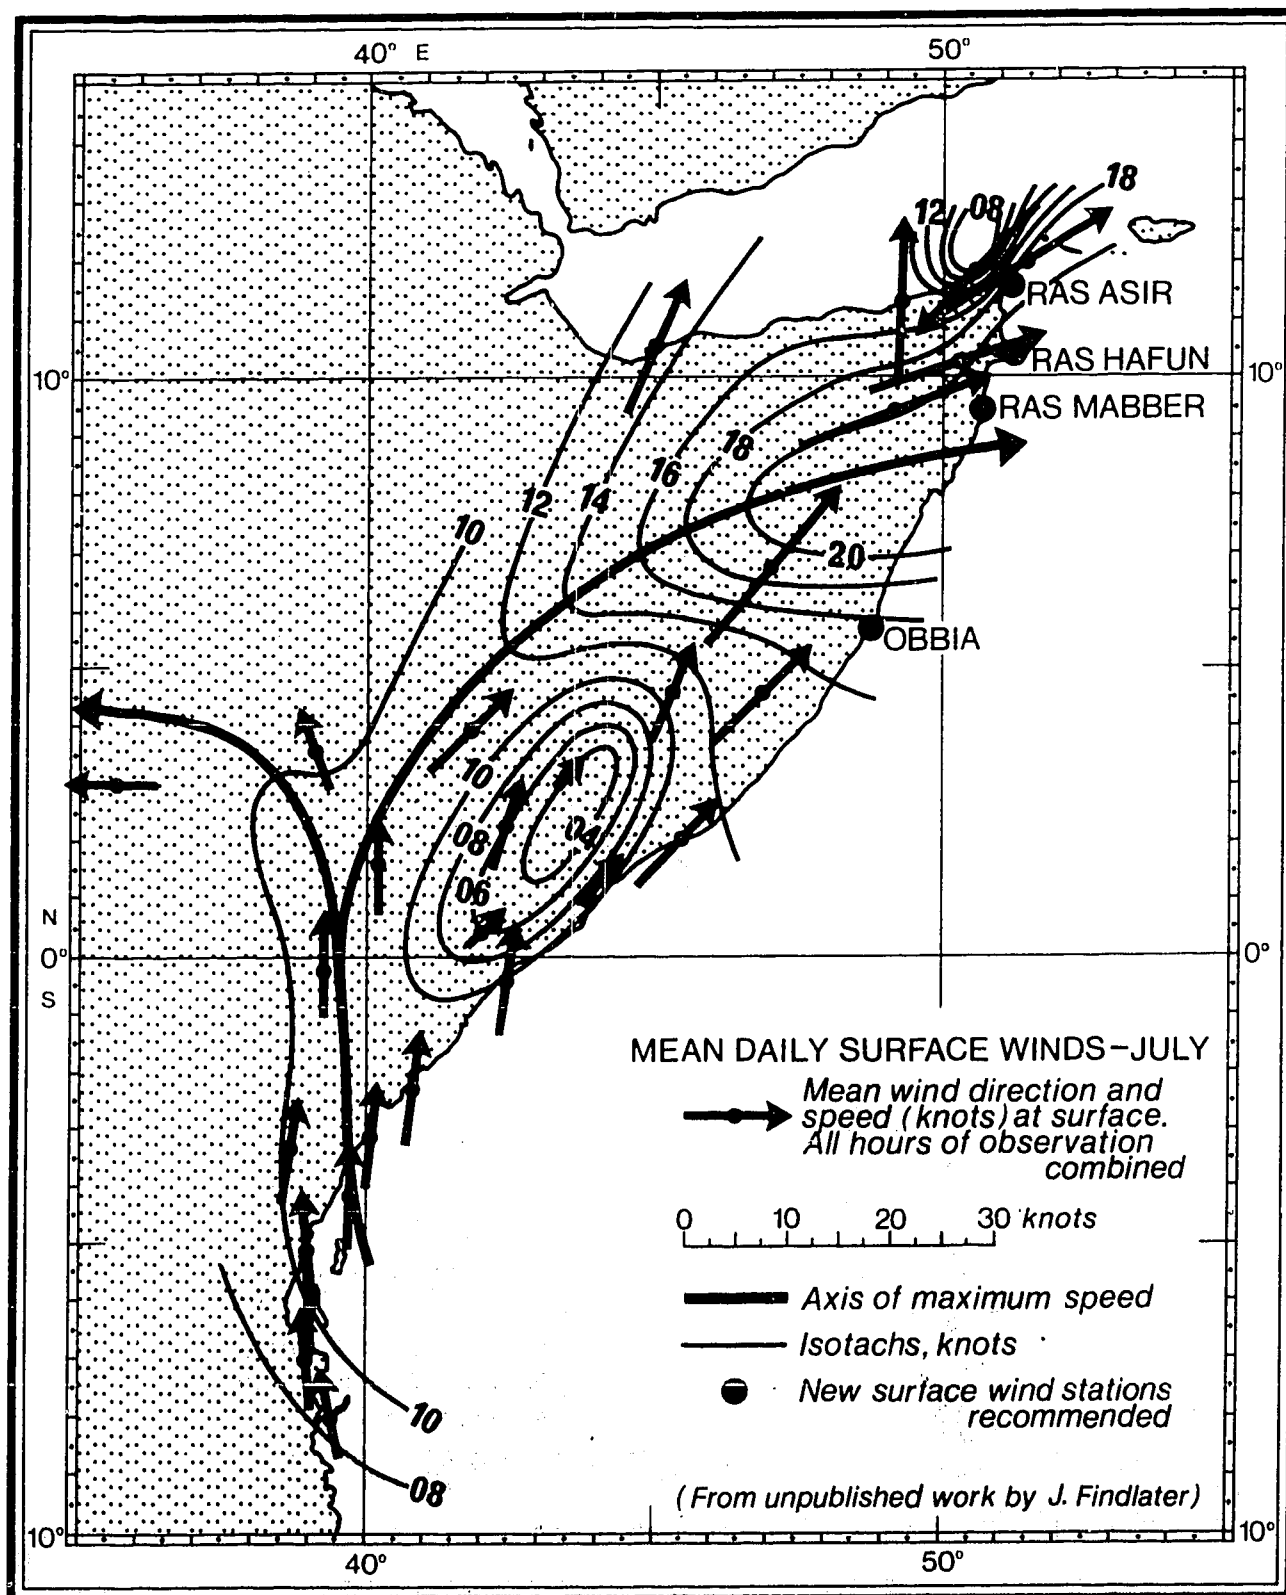 40° E 50°
12 08 18
RAS ASIR
10° RAS HAFUN 10°
RAS MABBER
18
16
14
12
10
20
OBBIA
10
08 04
06
N
0° 0°
S
MEAN DAILY SURFACE WINDS–JULY
Mean wind direction and
speed (knots) at surface.
All hours of observation
combined
0 10 20 30 knots
Axis of maximum speed
Isotachs, knots
New surface wind stations
recommended
10
08
(From unpublished work by J. Findlater)
10° 10°
40° 50°